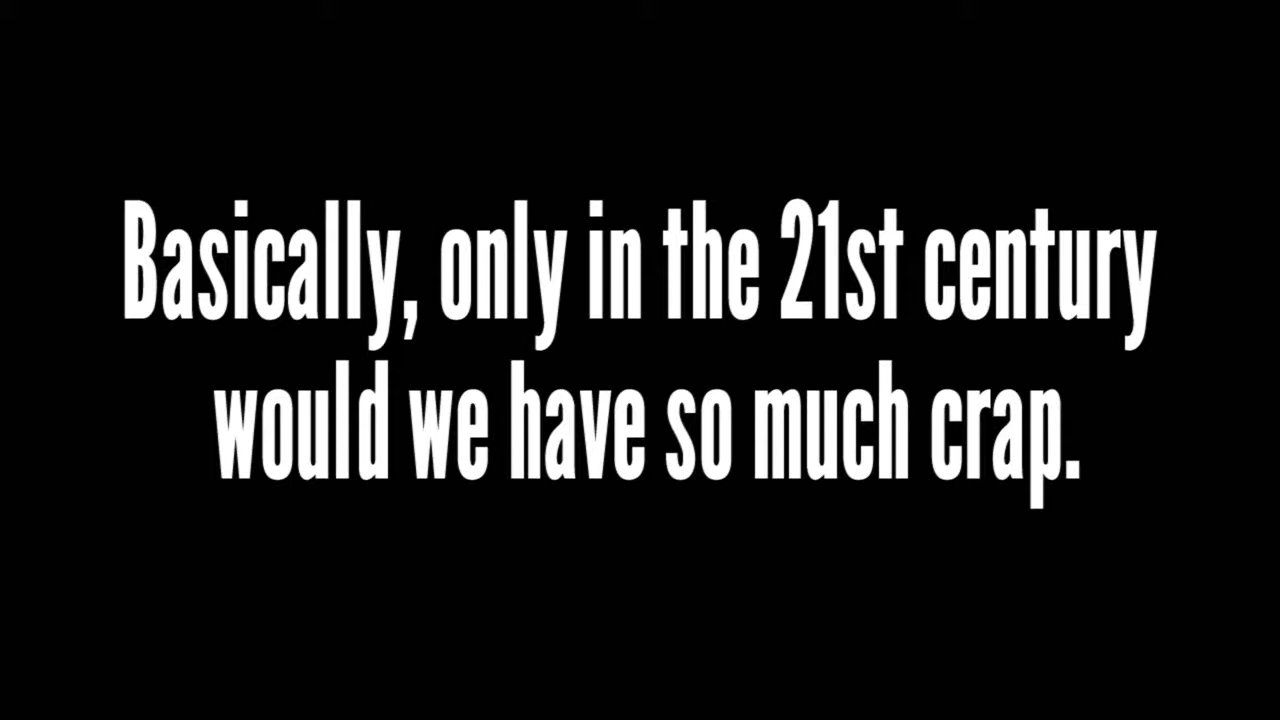 Basically, only in the 21st century
would we have so much crap.